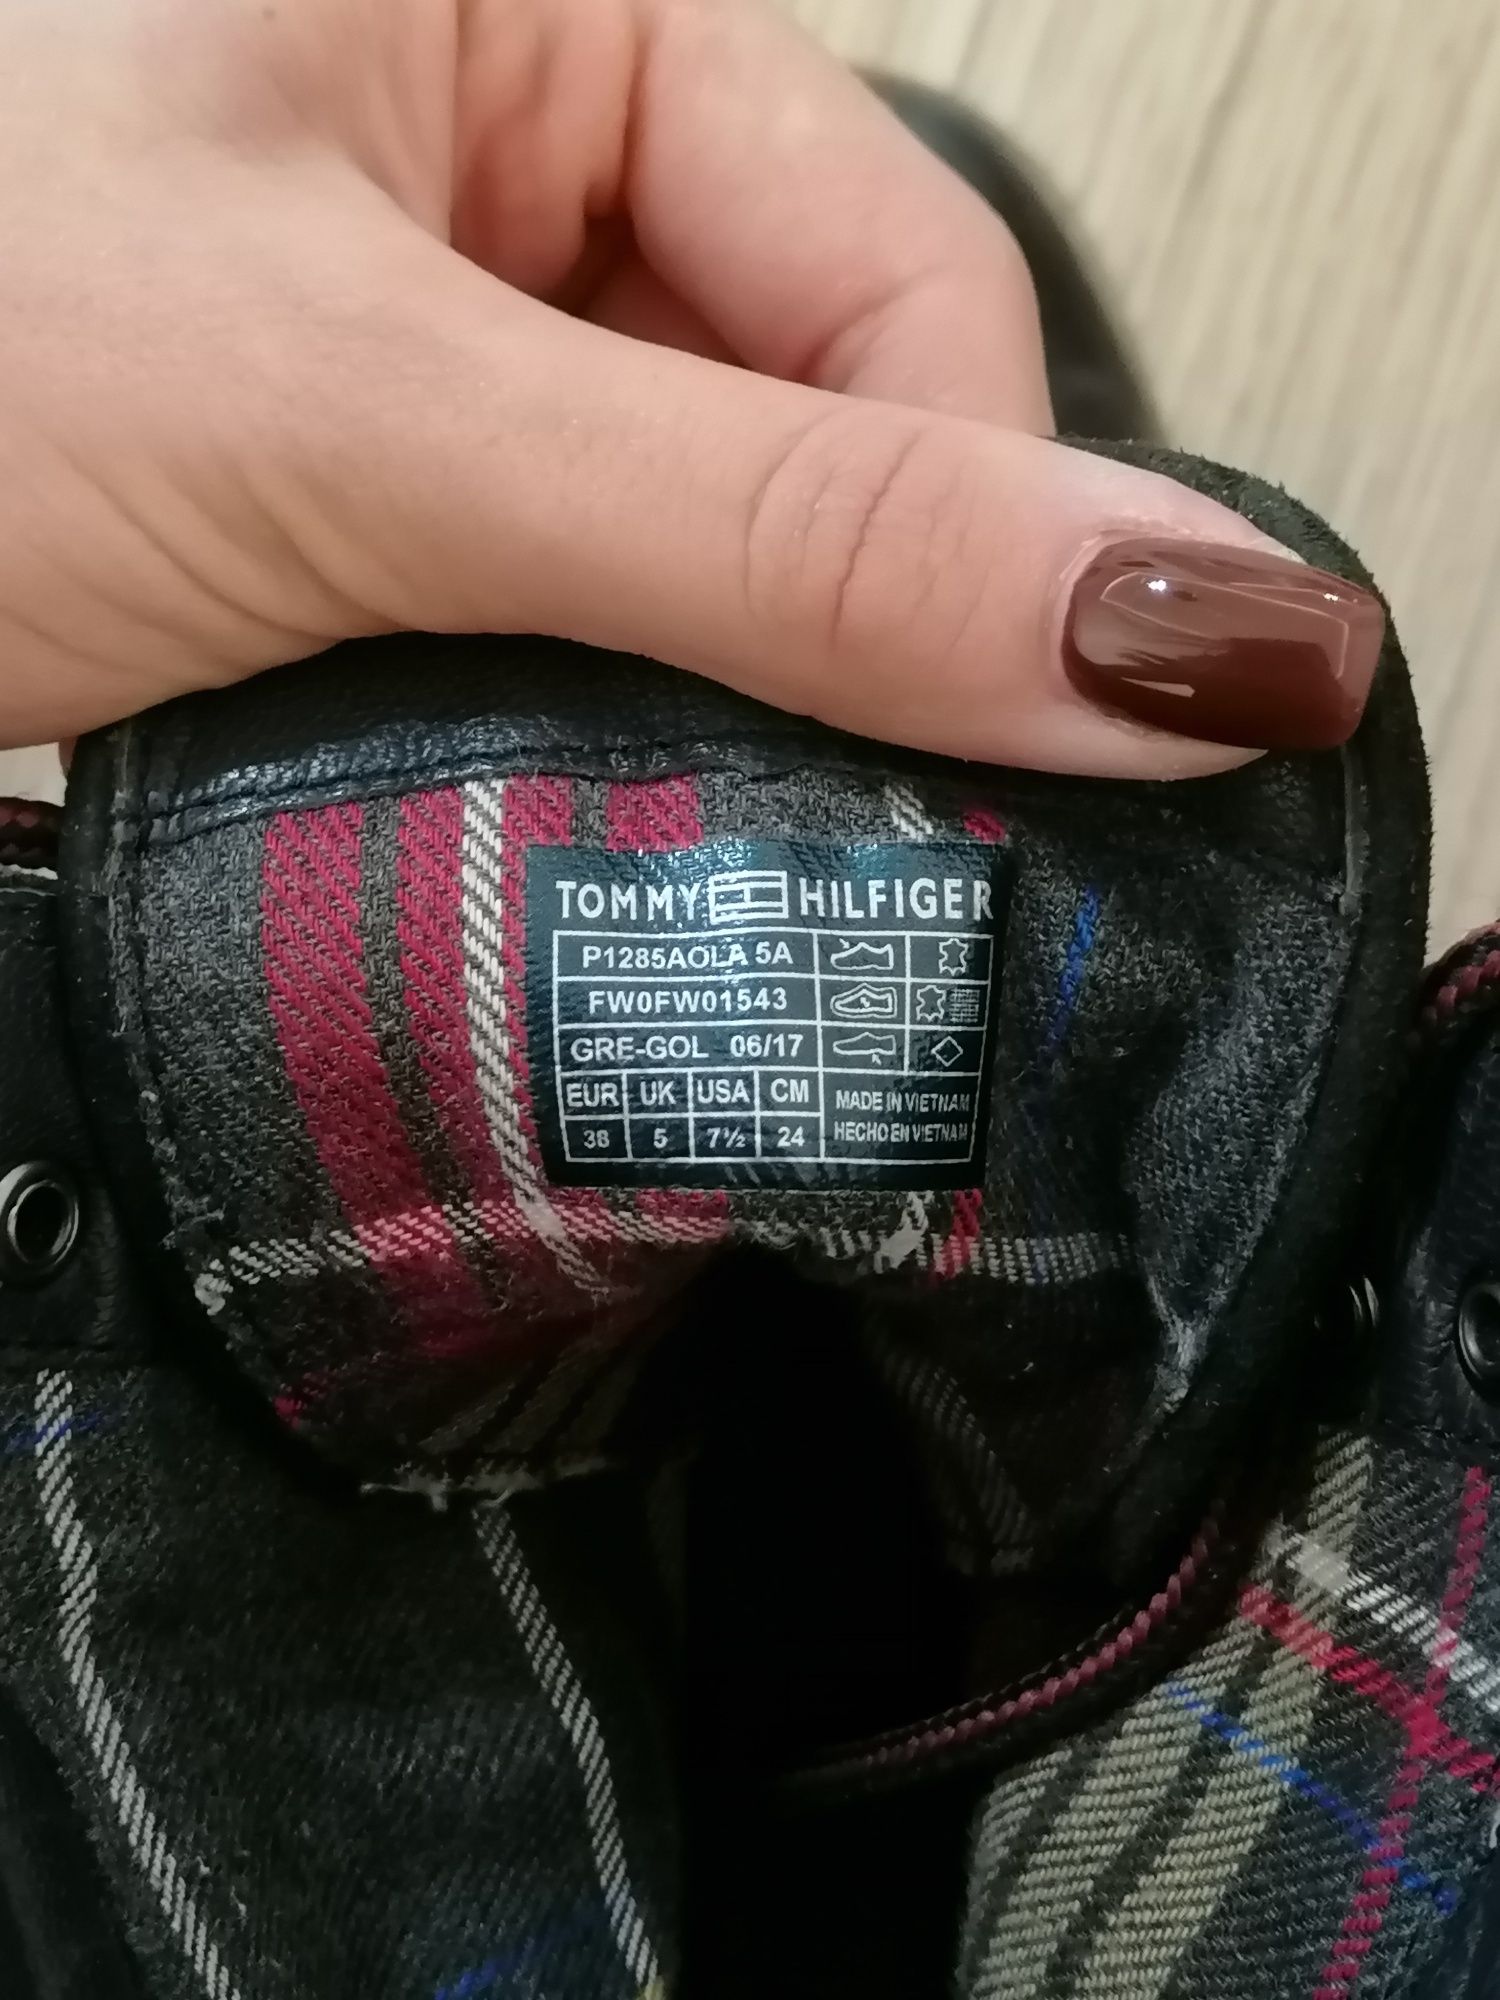 TOMMY HILFIGER
P1285AOLA 5A
FW0FW01543
GRE-GOL 06/17
EUR UK USA CM
38 5 7½ 24
MADE IN VIETNAM
HECHO EN VIETNAM